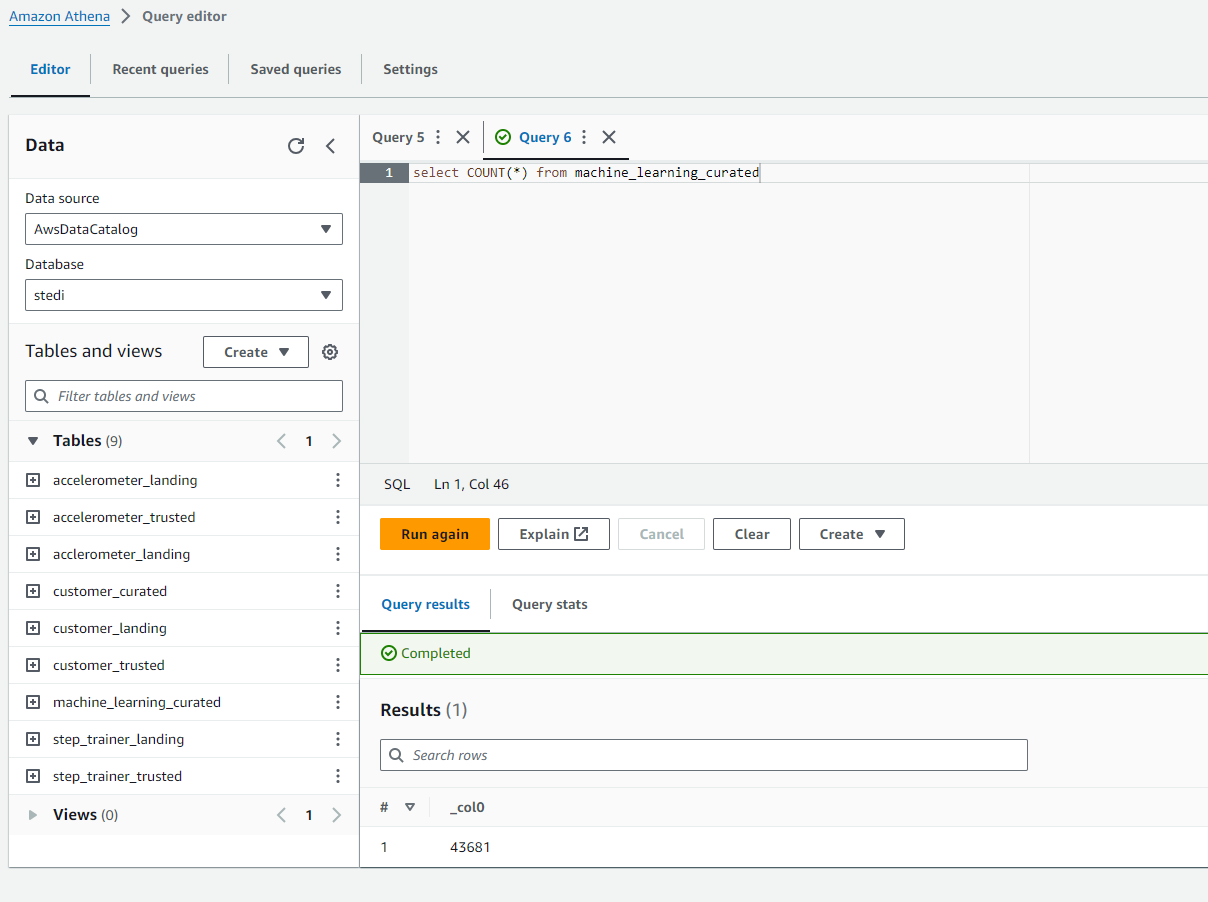 Amazon Athena > Query editor
Editor Recent queries Saved queries Settings
Data
Data source
AwsDataCatalog
Database
stedi
Tables and views Create
Filter tables and views
Tables (9) 1
accelerometer_landing
accelerometer_trusted
acclerometer_landing
customer_curated
customer_landing
customer_trusted
machine_learning_curated
step_trainer_landing
step_trainer_trusted
Views (0) 1
Query 5 Query 6
1 select COUNT(*) from machine_learning_curated
SQL Ln 1, Col 46
Run again Explain Cancel Clear Create
Query results Query stats
Completed
Results (1)
Search rows
# _col0
1 43681